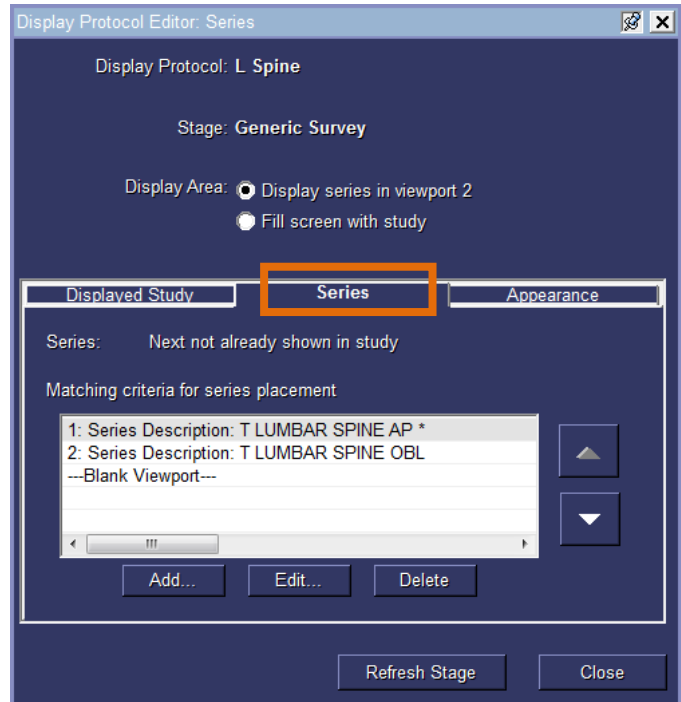 Display Protocol Editor: Series
Display Protocol: L Spine
Stage: Generic Survey
Display Area: Display series in viewport 2
Fill screen with study
Displayed Study Series Appearance
Series: Next not already shown in study
Matching criteria for series placement
1: Series Description: T LUMBAR SPINE AP *
2: Series Description: T LUMBAR SPINE OBL
---Blank Viewport---
Add... Edit... Delete
Refresh Stage Close